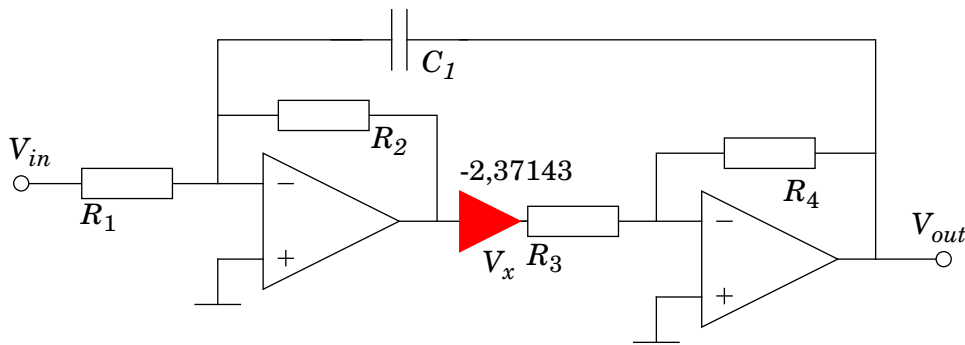 C1
R2
Vin
-2,37143
R1
R4
−
−
Vout
Vx
R3
+
+